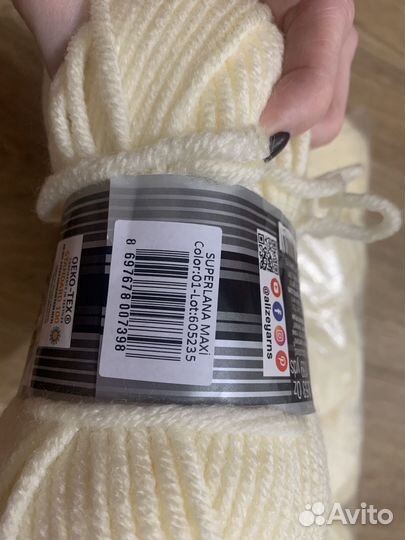 OEKO-TEX®
SUPERLANA MAXİ
Color:01-Lot:605235
8 697678 007398
@alizeyarns
Avito